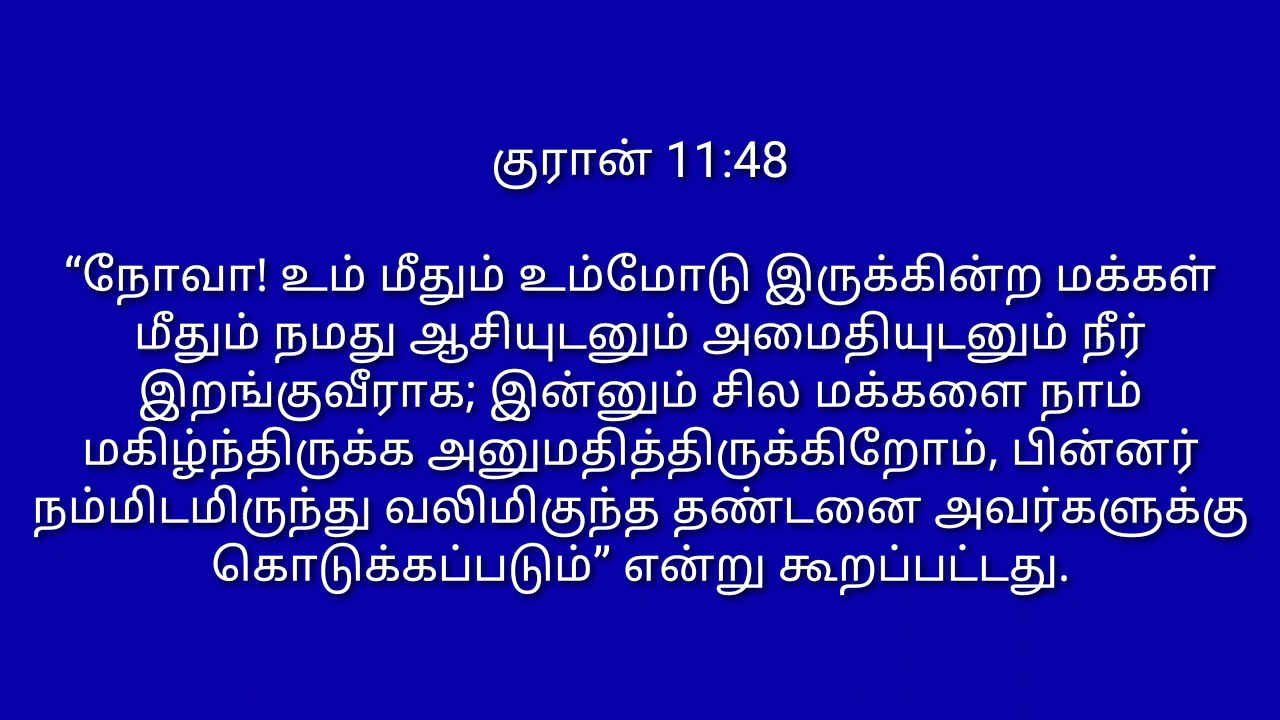 குரான் 11:48
“நோவா! உம் மீதும் உம்மோடு இருக்கின்ற மக்கள்
மீதும் நமது ஆசியுடனும் அமைதியுடனும் நீர்
இறங்குவீராக; இன்னும் சில மக்களை நாம்
மகிழ்ந்திருக்க அனுமதித்திருக்கிறோம், பின்னர்
நம்மிடமிருந்து வலிமிகுந்த தண்டனை அவர்களுக்கு
கொடுக்கப்படும்” என்று கூறப்பட்டது.